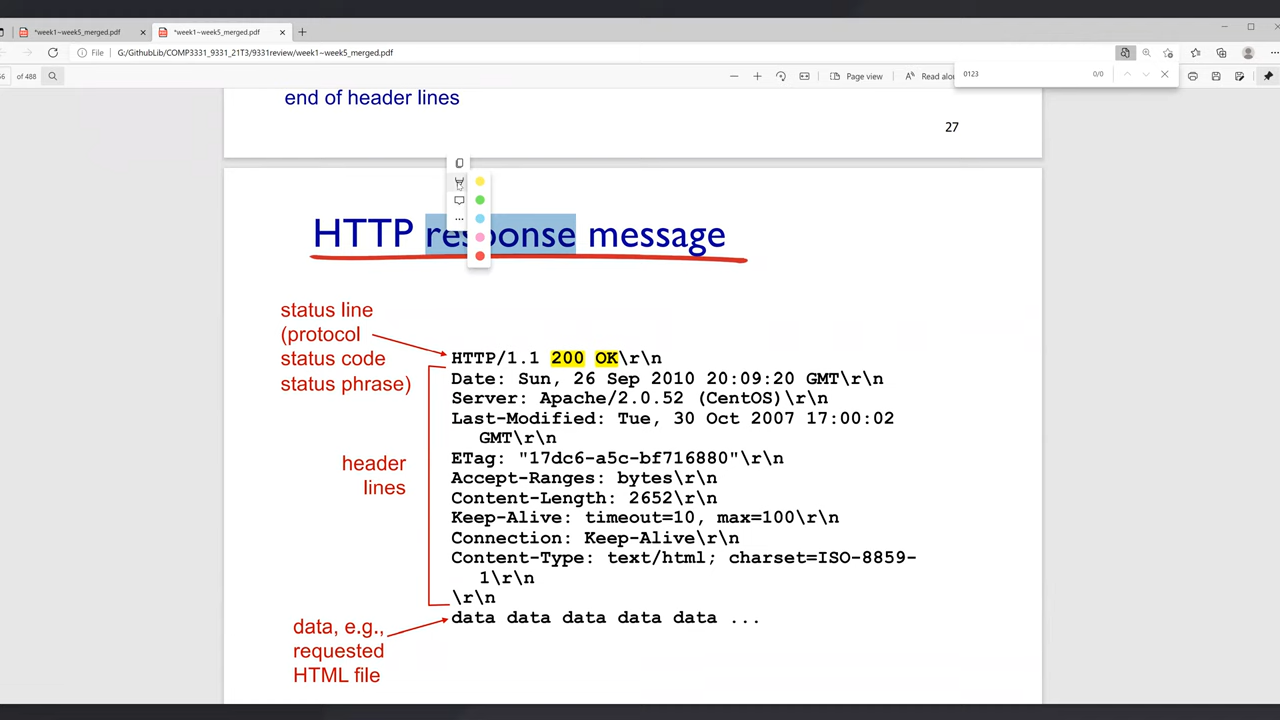 *week1~week5_merged.pdf
*week1~week5_merged.pdf
File
G:/GithubLib/COMP3331_9331_21T3/9331review/week1~week5_merged.pdf
of 488
Page view
Read
0123
0/0
end of header lines
27
HTTP response message
status line
(protocol
status code
status phrase)
HTTP/1.1 200 OK\r\n
Date: Sun, 26 Sep 2010 20:09:20 GMT\r\n
Server: Apache/2.0.52 (CentOS)\r\n
Last-Modified: Tue, 30 Oct 2007 17:00:02
GMT\r\n
ETag: "17dc6-a5c-bf716880"\r\n
Accept-Ranges: bytes\r\n
Content-Length: 2652\r\n
Keep-Alive: timeout=10, max=100\r\n
Connection: Keep-Alive\r\n
Content-Type: text/html; charset=ISO-8859-
1\r\n
\r\n
header
lines
data data data data data ...
data, e.g.,
requested
HTML file